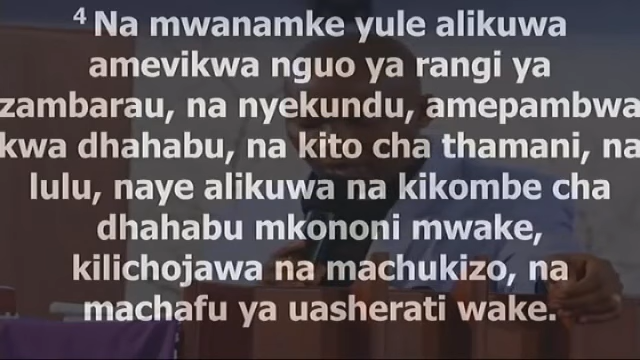 4 Na mwanamke yule alikuwa
amevikwa nguo ya rangi ya
zambarau, na nyekundu, amepambwa
kwa dhahabu, na kito cha thamani, na
lulu, naye alikuwa na kikombe cha
dhahabu mkononi mwake,
kilichojawa na machukizo, na
machafu ya uasherati wake.